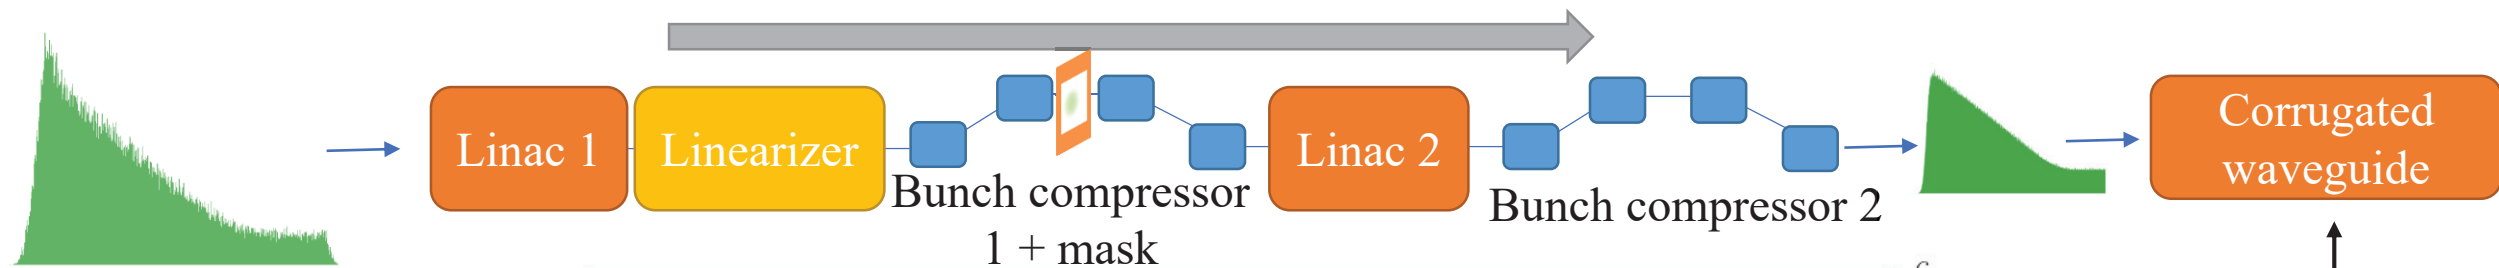 Linac 1
Linearizer
Bunch compressor
1 + mask
Linac 2
Bunch compressor 2
Corrugated
waveguide